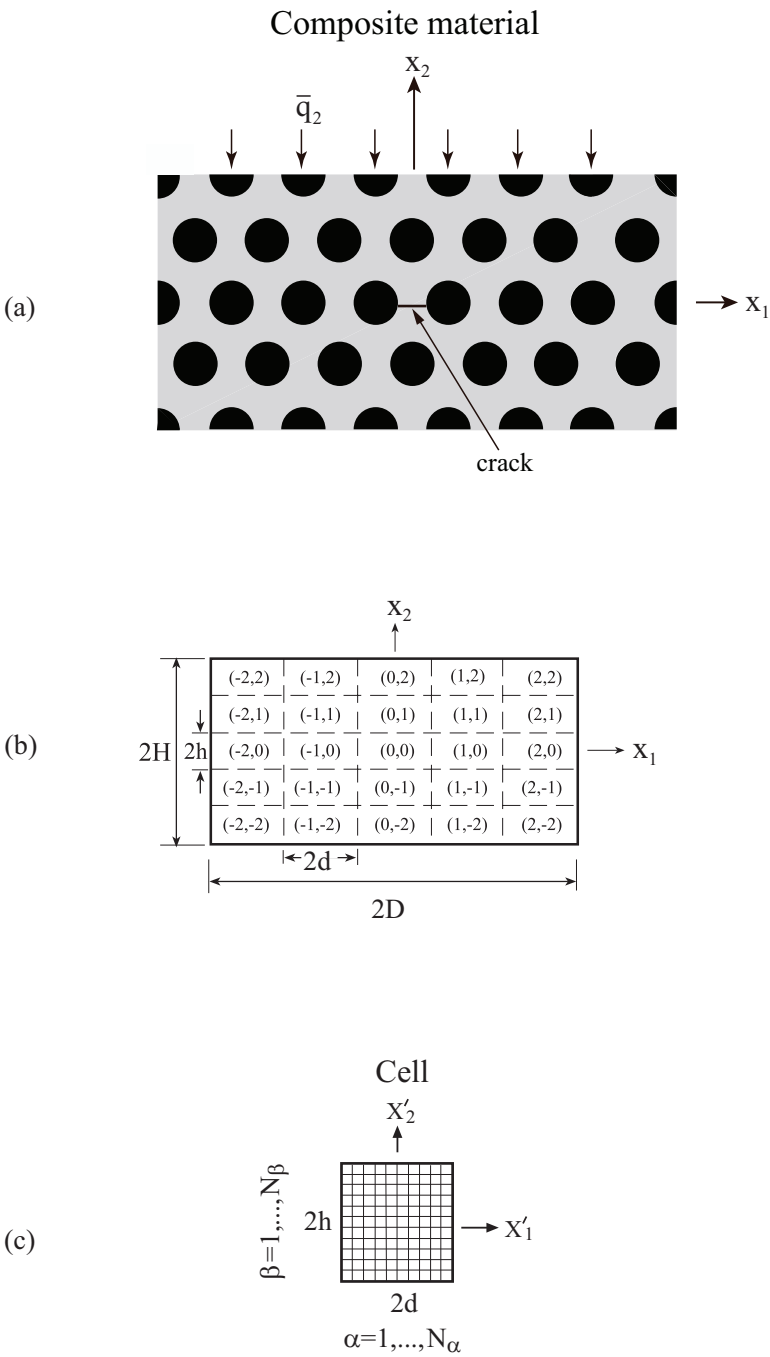 Composite material
x₂
q̄₂
(a)
x₁
crack
x₂
(b)
2H
2h
(-2,2) (-1,2) (0,2) (1,2) (2,2)
(-2,1) (-1,1) (0,1) (1,1) (2,1)
(-2,0) (-1,0) (0,0) (1,0) (2,0)
(-2,-1) (-1,-1) (0,-1) (1,-1) (2,-1)
(-2,-2) (-1,-2) (0,-2) (1,-2) (2,-2)
x₁
2d
2D
Cell
X′₂
(c)
β=1,...,Nβ
2h
X′₁
2d
α=1,...,Nα